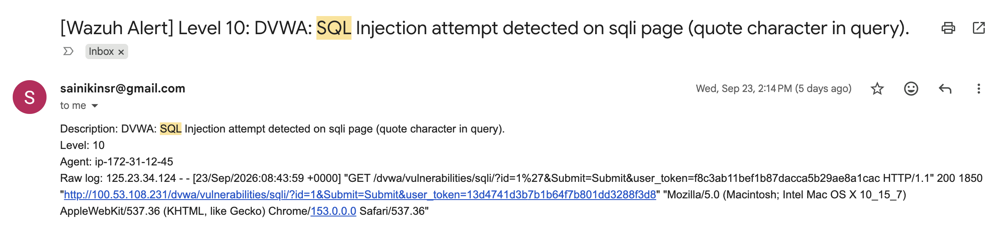 [Wazuh Alert] Level 10: DVWA: SQL Injection attempt detected on sqli page (quote character in query).
Inbox ×
S
sainikinsr@gmail.com
Wed, Sep 23, 2:14 PM (5 days ago)
to me
Description: DVWA: SQL Injection attempt detected on sqli page (quote character in query).
Level: 10
Agent: ip-172-31-12-45
Raw log: 125.23.34.124 - - [23/Sep/2026:08:43:59 +0000] "GET /dvwa/vulnerabilities/sqli/?id=1%27&Submit=Submit&user_token=f8c3ab11bef1b87dacca5b29ae8a1cac HTTP/1.1" 200 1850
"http://100.53.108.231/dvwa/vulnerabilities/sqli/?id=1&Submit=Submit&user_token=13d4741d3b7b1b64f7b801dd3288f3d8" "Mozilla/5.0 (Macintosh; Intel Mac OS X 10_15_7)
AppleWebKit/537.36 (KHTML, like Gecko) Chrome/153.0.0.0 Safari/537.36"